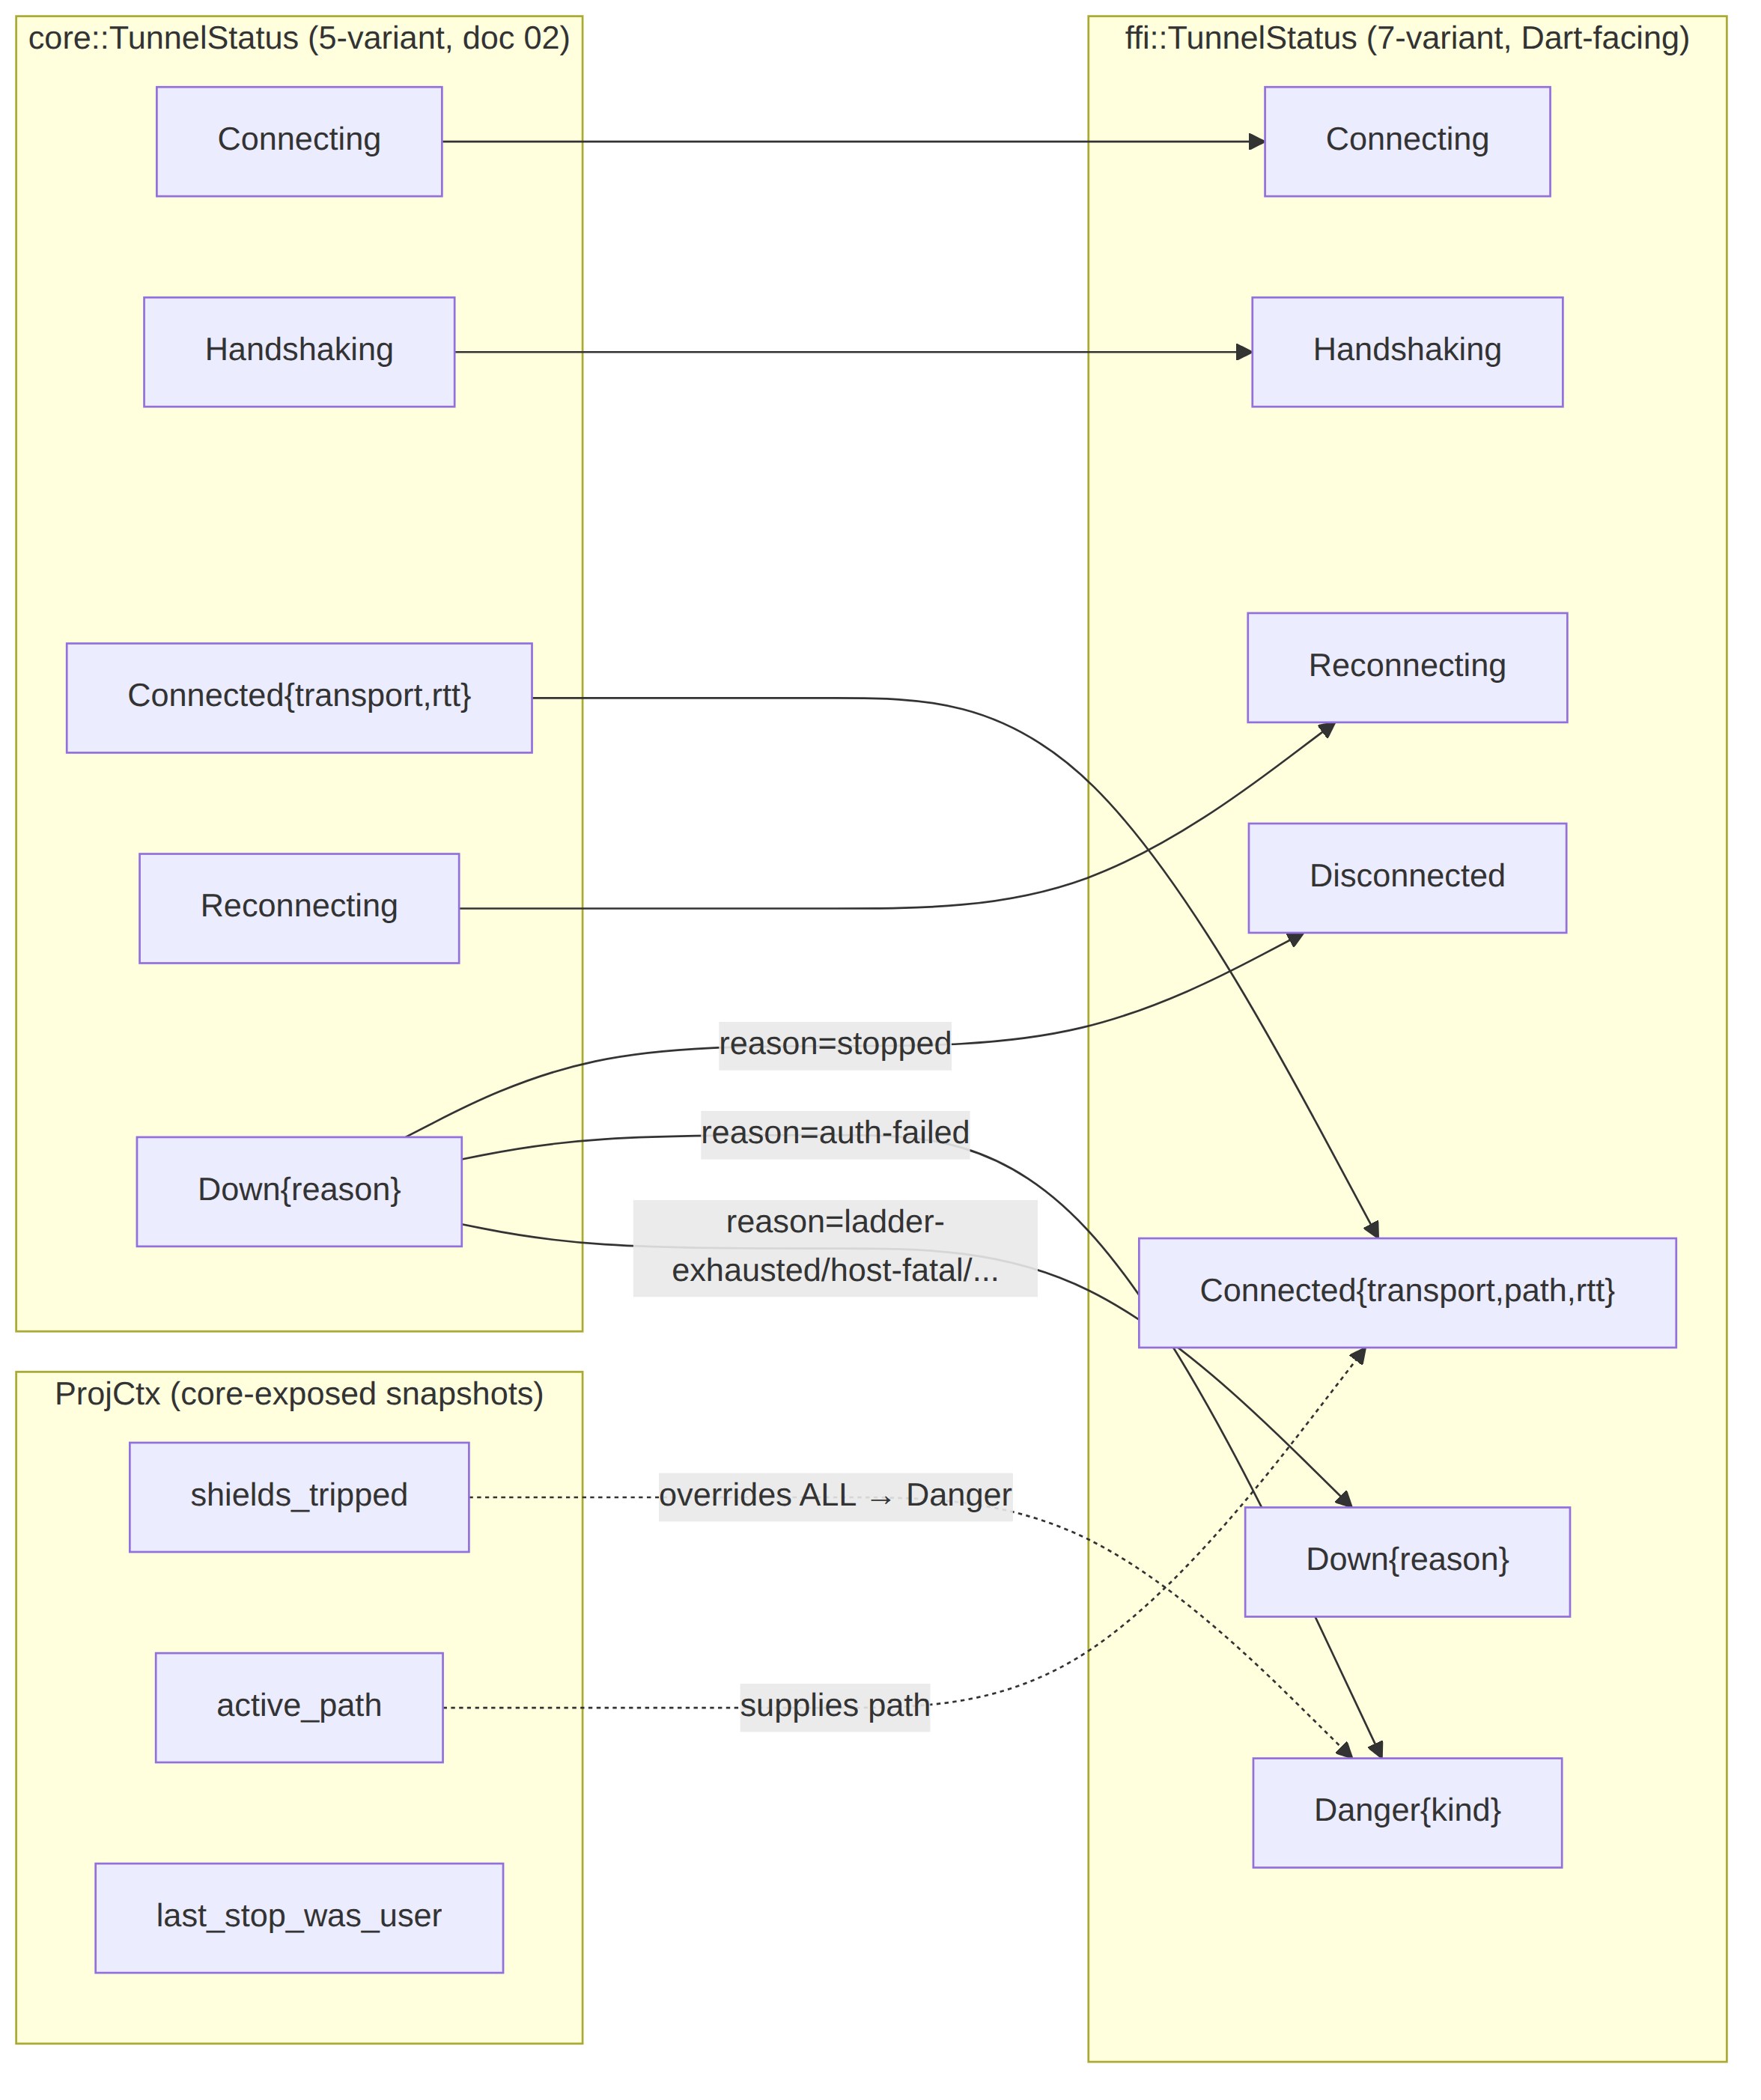 core::TunnelStatus (5-variant, doc 02)
Connecting
Handshaking
Connected{transport,rtt}
Reconnecting
Down{reason}
ProjCtx (core-exposed snapshots)
shields_tripped
active_path
last_stop_was_user
reason=stopped
reason=auth-failed
reason=ladder-
exhausted/host-fatal/...
overrides ALL → Danger
supplies path
ffi::TunnelStatus (7-variant, Dart-facing)
Connecting
Handshaking
Reconnecting
Disconnected
Connected{transport,path,rtt}
Down{reason}
Danger{kind}